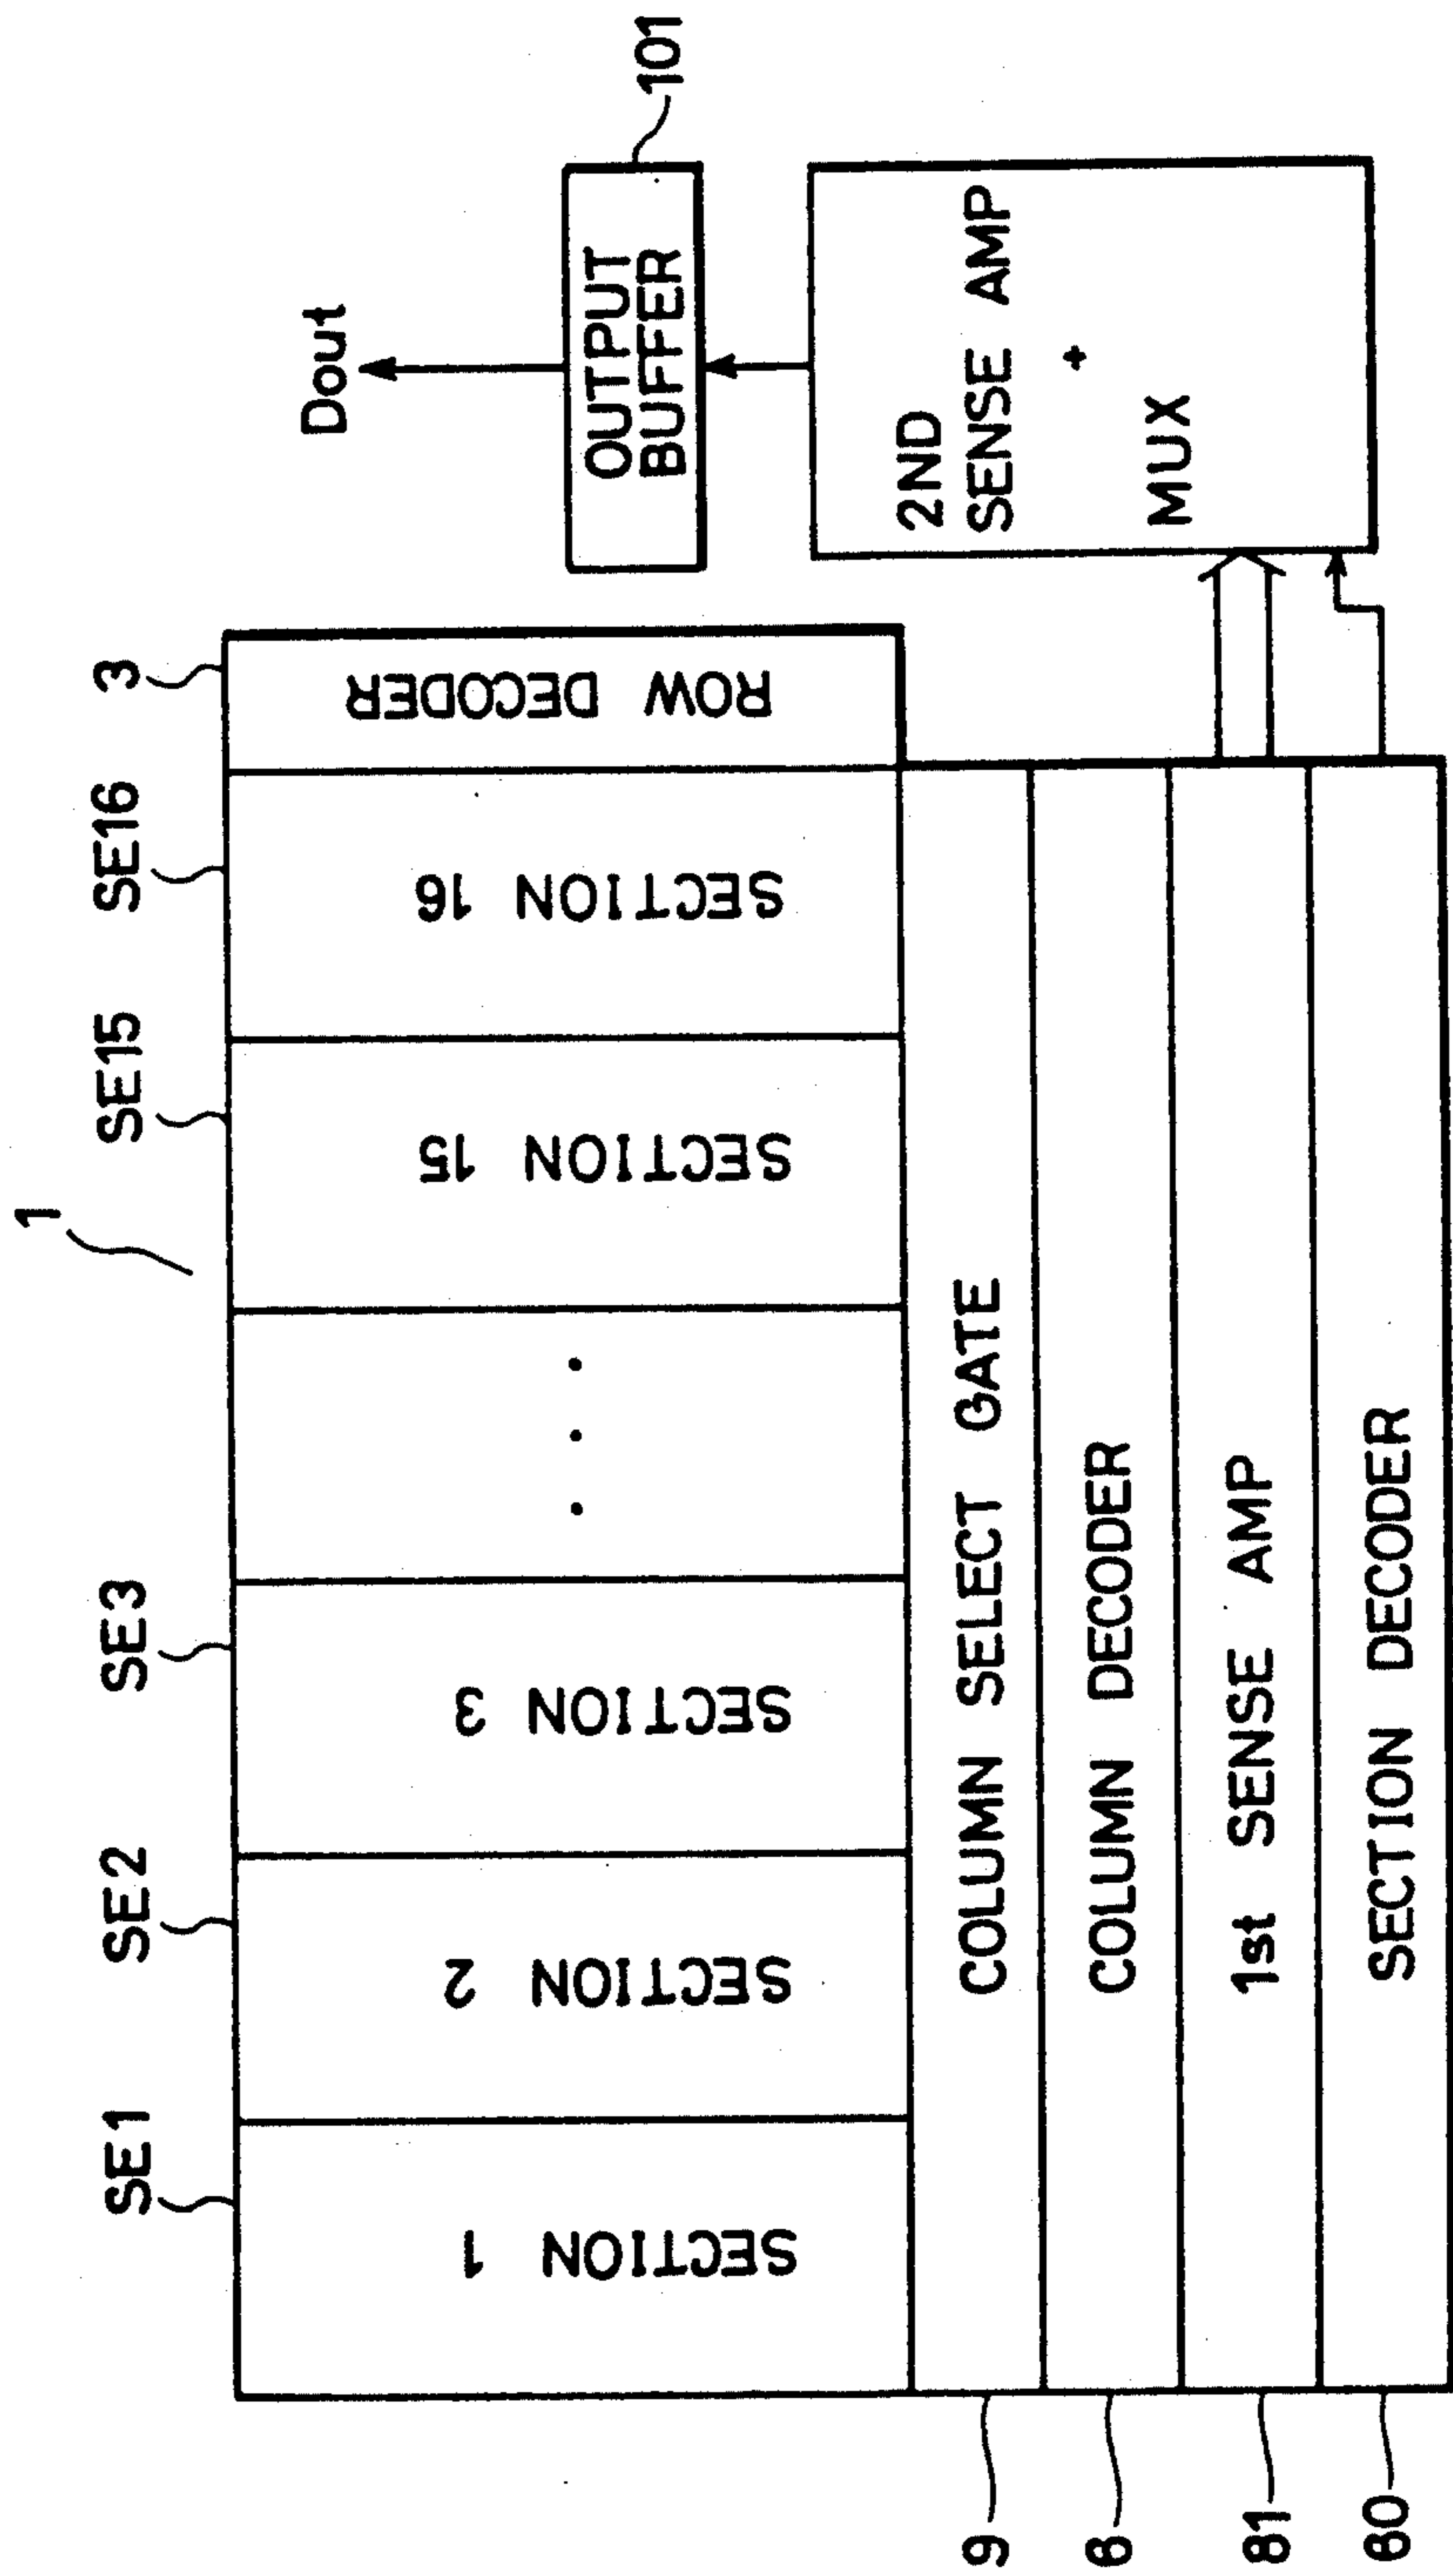 1
SE1
SE2
SE3
SE15
SE16
3
SECTION 1
SECTION 2
SECTION 3
. . .
SECTION 15
SECTION 16
ROW DECODER
Dout
OUTPUT
BUFFER
101
9
COLUMN SELECT GATE
6
COLUMN DECODER
81
1st SENSE AMP
60
SECTION DECODER
2ND
SENSE AMP
+
MUX